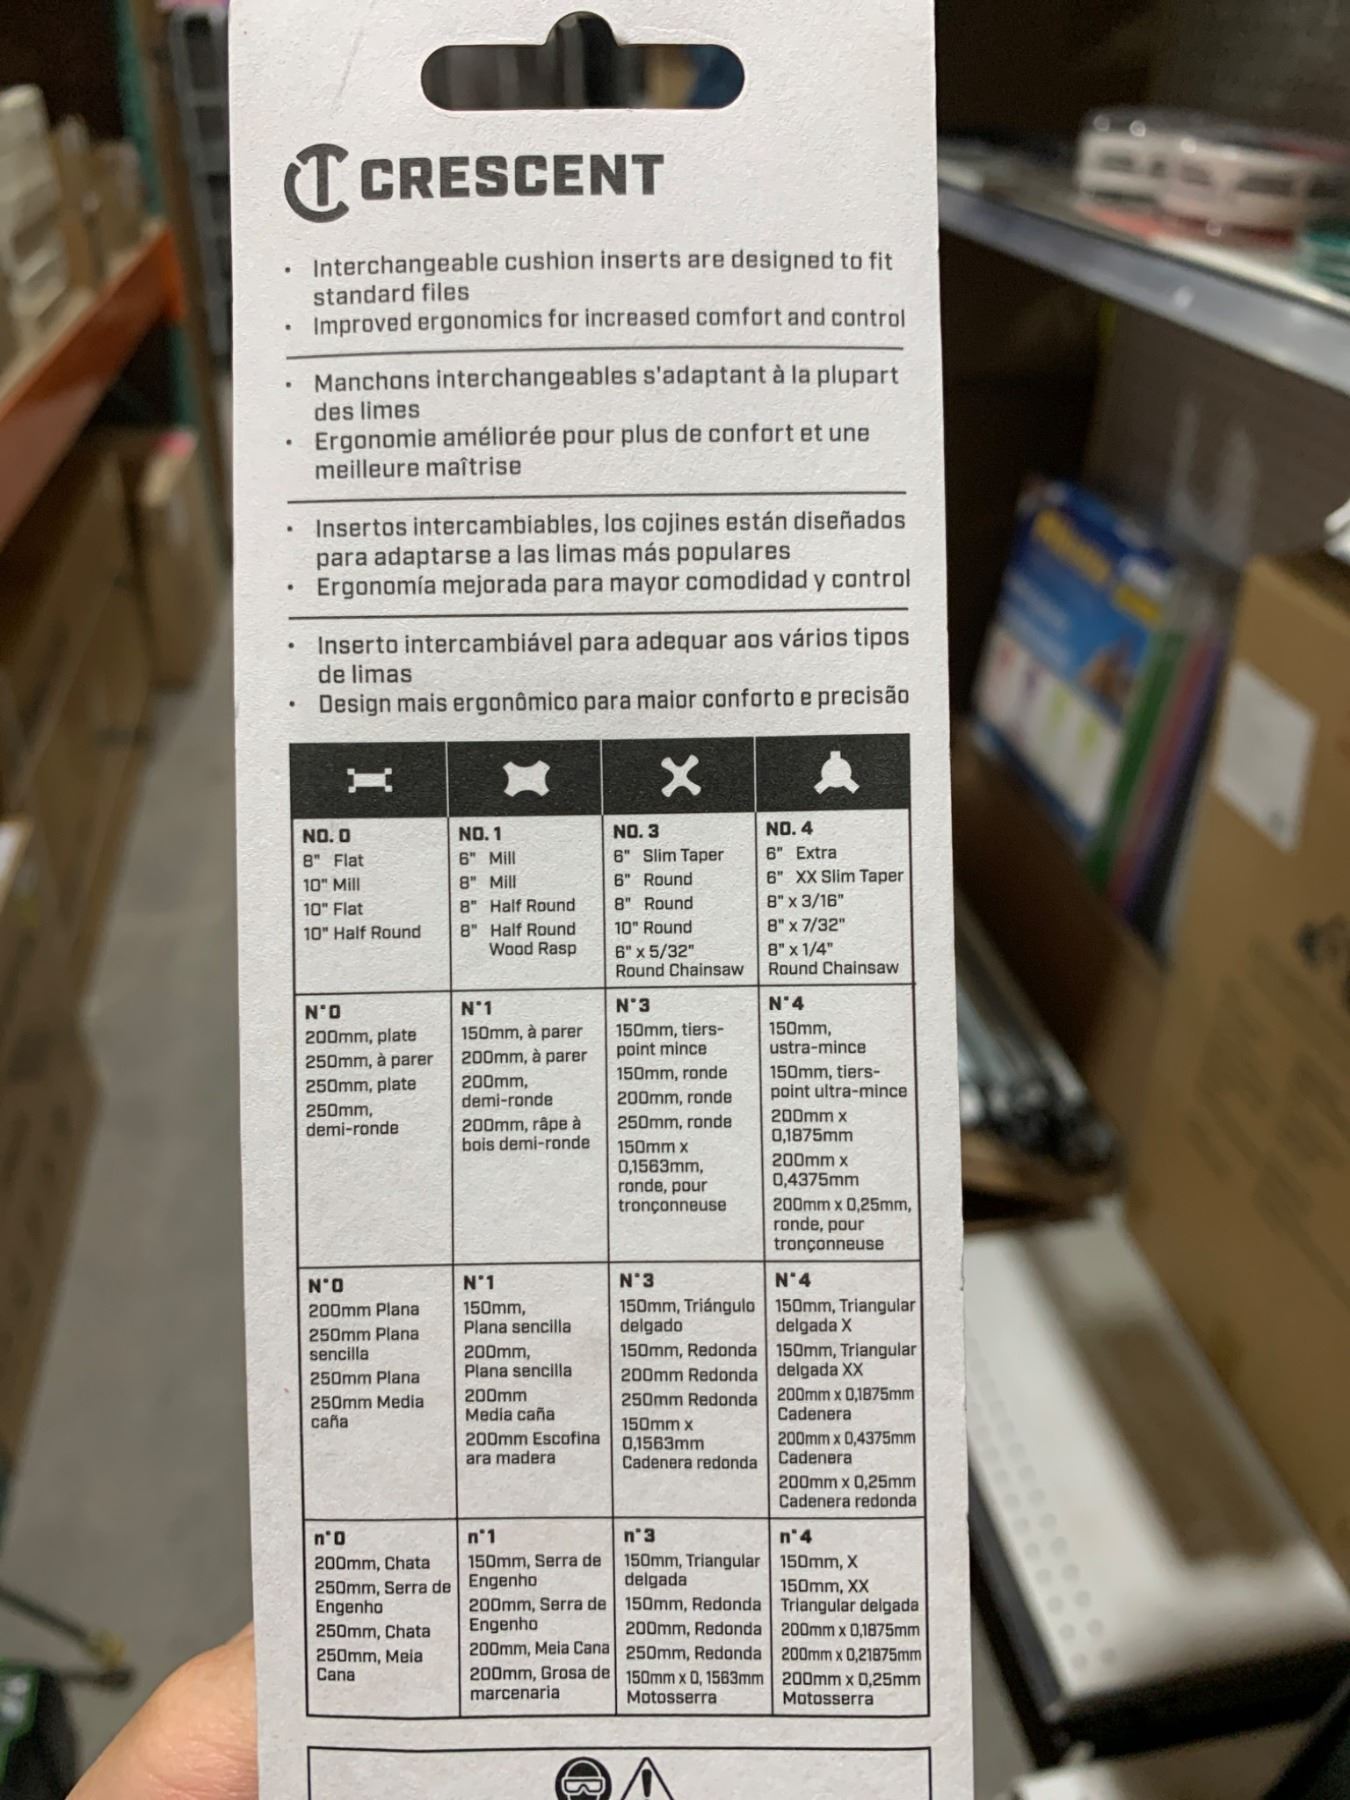 CRESCENT
• Interchangeable cushion inserts are designed to fit
standard files
• Improved ergonomics for increased comfort and control
• Manchons interchangeables s'adaptant à la plupart
des limes
• Ergonomie améliorée pour plus de confort et une
meilleure maîtrise
• Insertos intercambiables, los cojines están diseñados
para adaptarse a las limas más populares
• Ergonomía mejorada para mayor comodidad y control
• Inserto intercambiável para adequar aos vários tipos
de limas
• Design mais ergonômico para maior conforto e precisão
NO. 0
8" Flat
10" Mill
10" Flat
10" Half Round
NO. 1
6" Mill
8" Mill
8" Half Round
8" Half Round
Wood Rasp
NO. 3
6" Slim Taper
6" Round
8" Round
10" Round
6" x 5/32"
Round Chainsaw
NO. 4
6" Extra
6" XX Slim Taper
8" x 3/16"
8" x 7/32"
8" x 1/4"
Round Chainsaw
N°0
200mm, plate
250mm, à parer
250mm, plate
250mm,
demi-ronde
N°1
150mm, à parer
200mm, à parer
200mm,
demi-ronde
200mm, râpe à
bois demi-ronde
N°3
150mm, tiers-
point mince
150mm, ronde
200mm, ronde
250mm, ronde
150mm x
0,1563mm,
ronde, pour
tronçonneuse
N°4
150mm,
ustra-mince
150mm, tiers-
point ultra-mince
200mm x
0,1875mm
200mm x
0,4375mm
200mm x 0,25mm,
ronde, pour
tronçonneuse
N°0
200mm Plana
250mm Plana
sencilla
250mm Plana
250mm Media
caña
N°1
150mm,
Plana sencilla
200mm,
Plana sencilla
200mm
Media caña
200mm Escofina
ara madera
N°3
150mm, Triángulo
delgado
150mm, Redonda
200mm Redonda
250mm Redonda
150mm x
0,1563mm
Cadenera redonda
N°4
150mm, Triangular
delgada X
150mm, Triangular
delgada XX
200mm x 0,1875mm
Cadenera
200mm x 0,4375mm
Cadenera
200mm x 0,25mm
Cadenera redonda
n°0
200mm, Chata
250mm, Serra de
Engenho
250mm, Chata
250mm, Meia
Cana
n°1
150mm, Serra de
Engenho
200mm, Serra de
Engenho
200mm, Meia Cana
200mm, Grosa de
marcenaria
n°3
150mm, Triangular
delgada
150mm, Redonda
200mm, Redonda
250mm, Redonda
150mm x 0, 1563mm
Motosserra
n°4
150mm, X
150mm, XX
Triangular delgada
200mm x 0,1875mm
200mm x 0,21875mm
200mm x 0,25mm
Motosserra